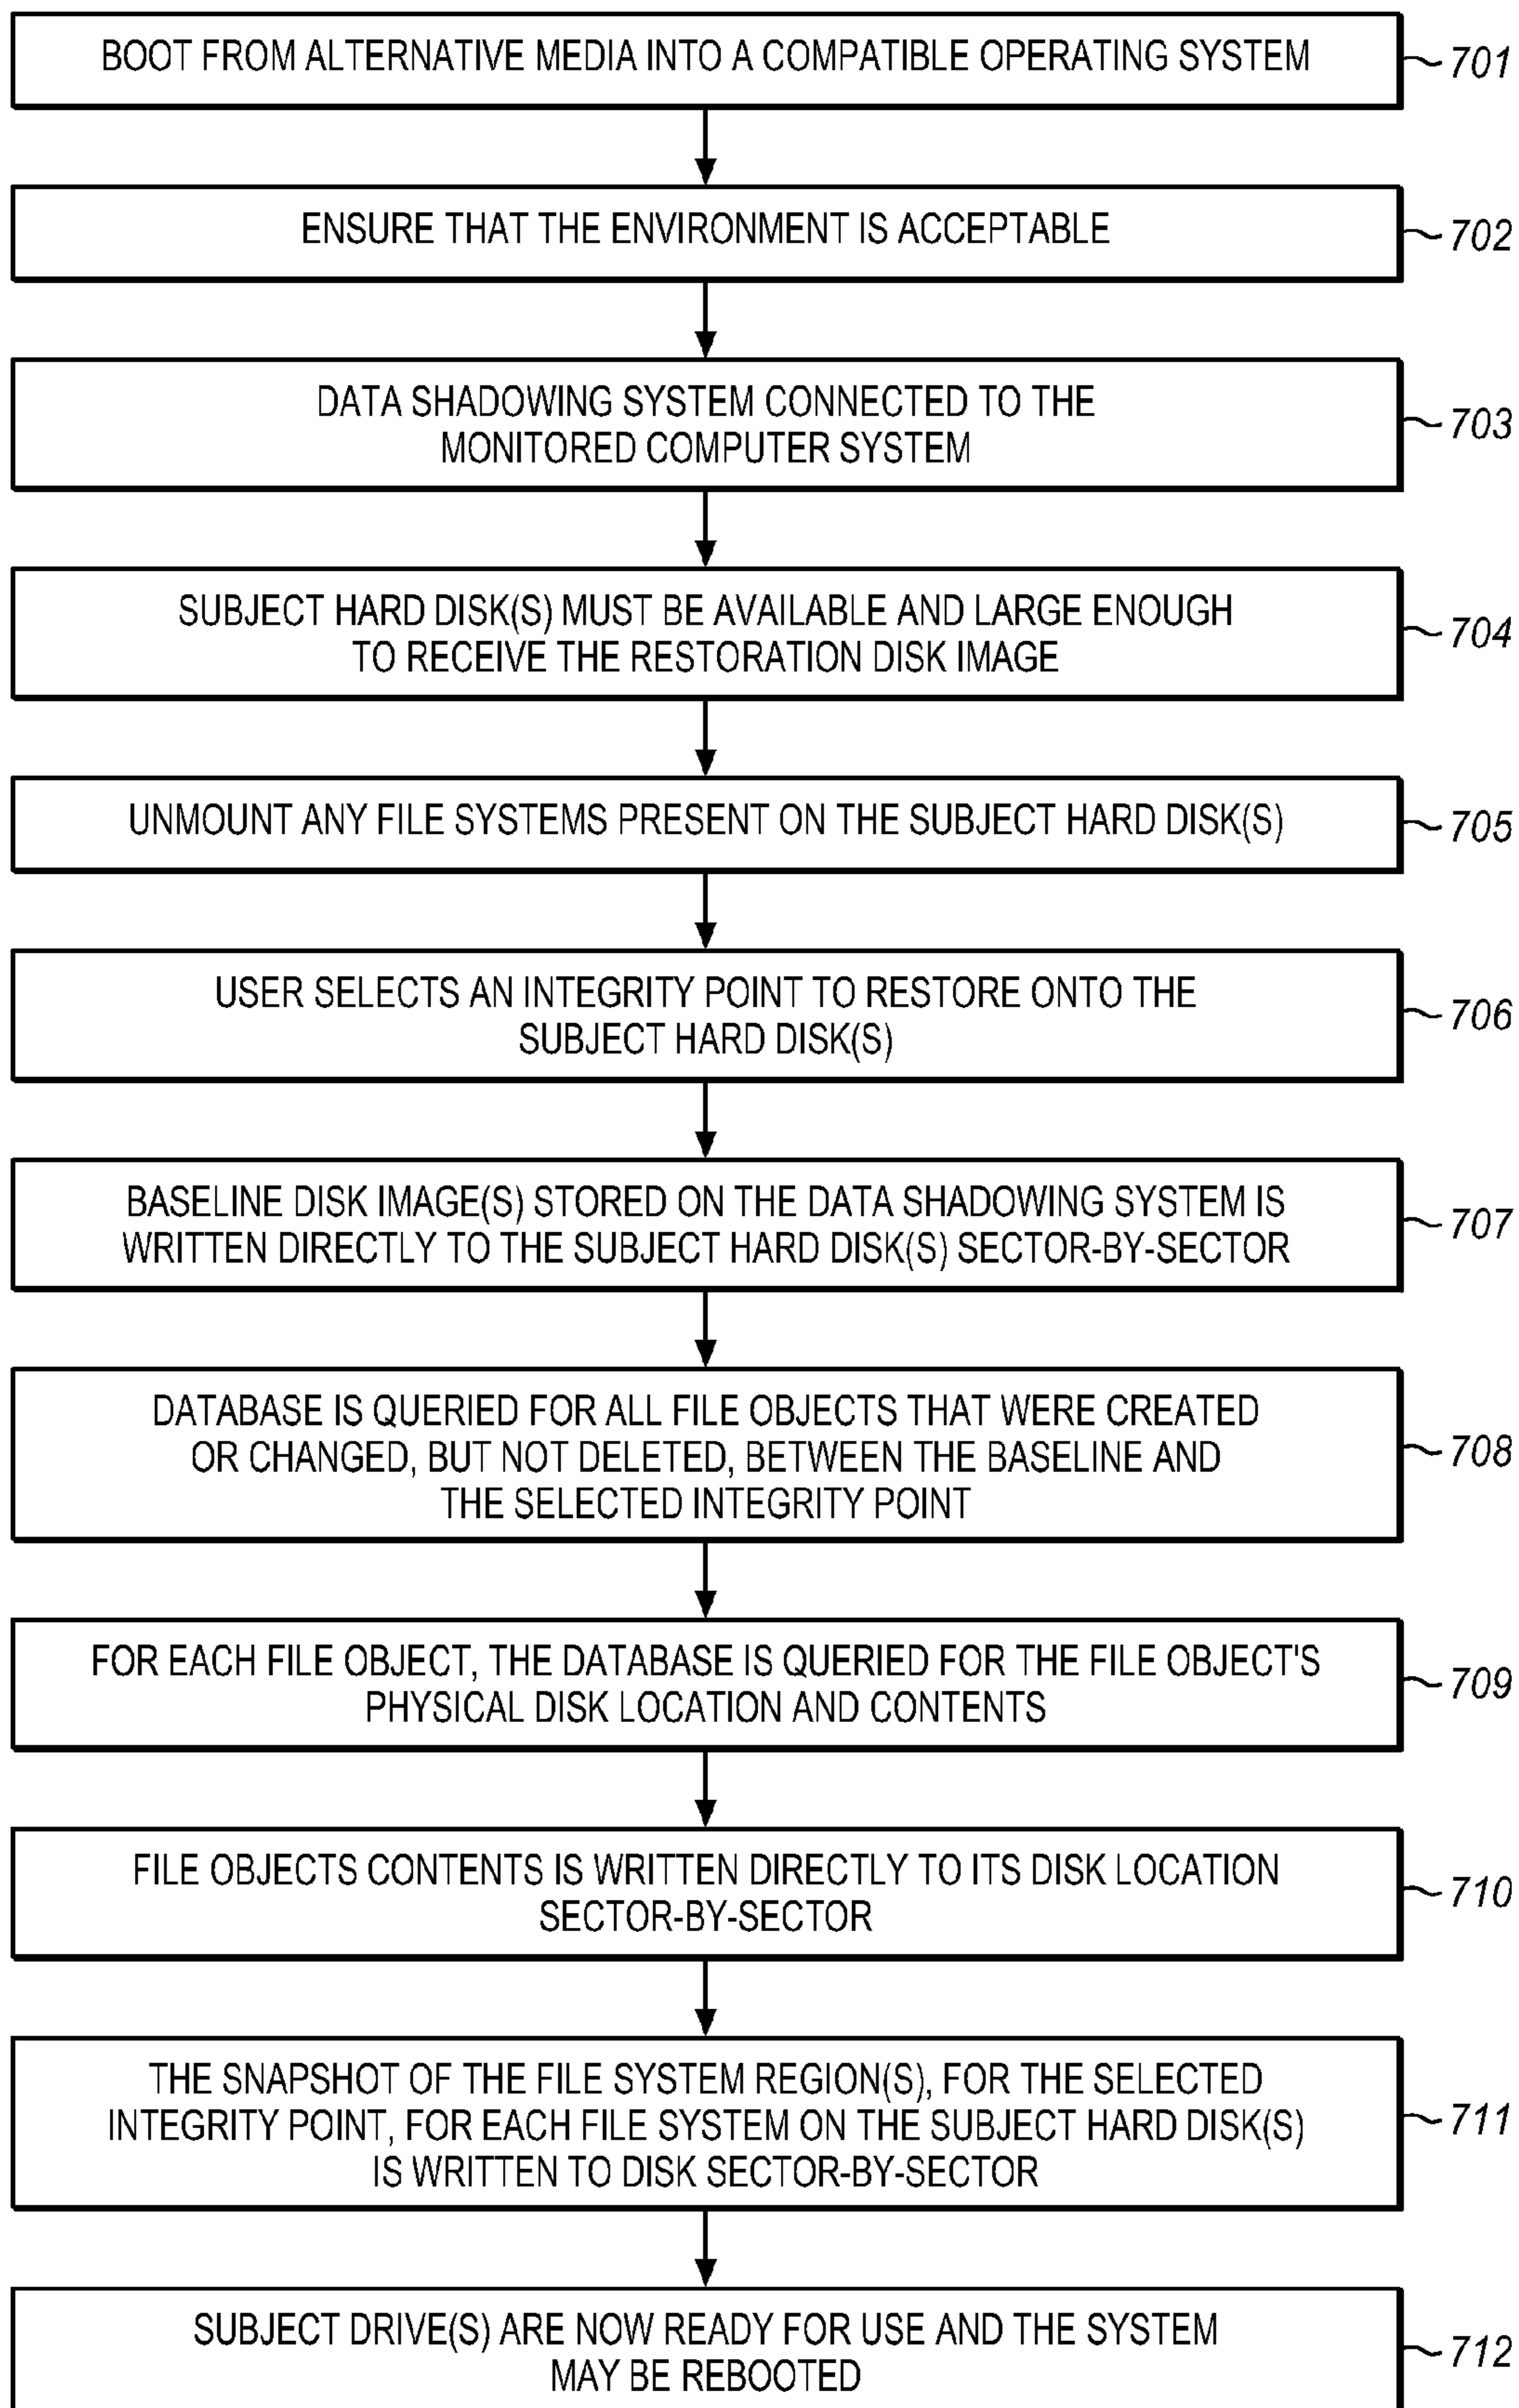 BOOT FROM ALTERNATIVE MEDIA INTO A COMPATIBLE OPERATING SYSTEM
701
ENSURE THAT THE ENVIRONMENT IS ACCEPTABLE
702
DATA SHADOWING SYSTEM CONNECTED TO THE
MONITORED COMPUTER SYSTEM
703
SUBJECT HARD DISK(S) MUST BE AVAILABLE AND LARGE ENOUGH
TO RECEIVE THE RESTORATION DISK IMAGE
704
UNMOUNT ANY FILE SYSTEMS PRESENT ON THE SUBJECT HARD DISK(S)
705
USER SELECTS AN INTEGRITY POINT TO RESTORE ONTO THE
SUBJECT HARD DISK(S)
706
BASELINE DISK IMAGE(S) STORED ON THE DATA SHADOWING SYSTEM IS
WRITTEN DIRECTLY TO THE SUBJECT HARD DISK(S) SECTOR-BY-SECTOR
707
DATABASE IS QUERIED FOR ALL FILE OBJECTS THAT WERE CREATED
OR CHANGED, BUT NOT DELETED, BETWEEN THE BASELINE AND
THE SELECTED INTEGRITY POINT
708
FOR EACH FILE OBJECT, THE DATABASE IS QUERIED FOR THE FILE OBJECT'S
PHYSICAL DISK LOCATION AND CONTENTS
709
FILE OBJECTS CONTENTS IS WRITTEN DIRECTLY TO ITS DISK LOCATION
SECTOR-BY-SECTOR
710
THE SNAPSHOT OF THE FILE SYSTEM REGION(S), FOR THE SELECTED
INTEGRITY POINT, FOR EACH FILE SYSTEM ON THE SUBJECT HARD DISK(S)
IS WRITTEN TO DISK SECTOR-BY-SECTOR
711
SUBJECT DRIVE(S) ARE NOW READY FOR USE AND THE SYSTEM
MAY BE REBOOTED
712